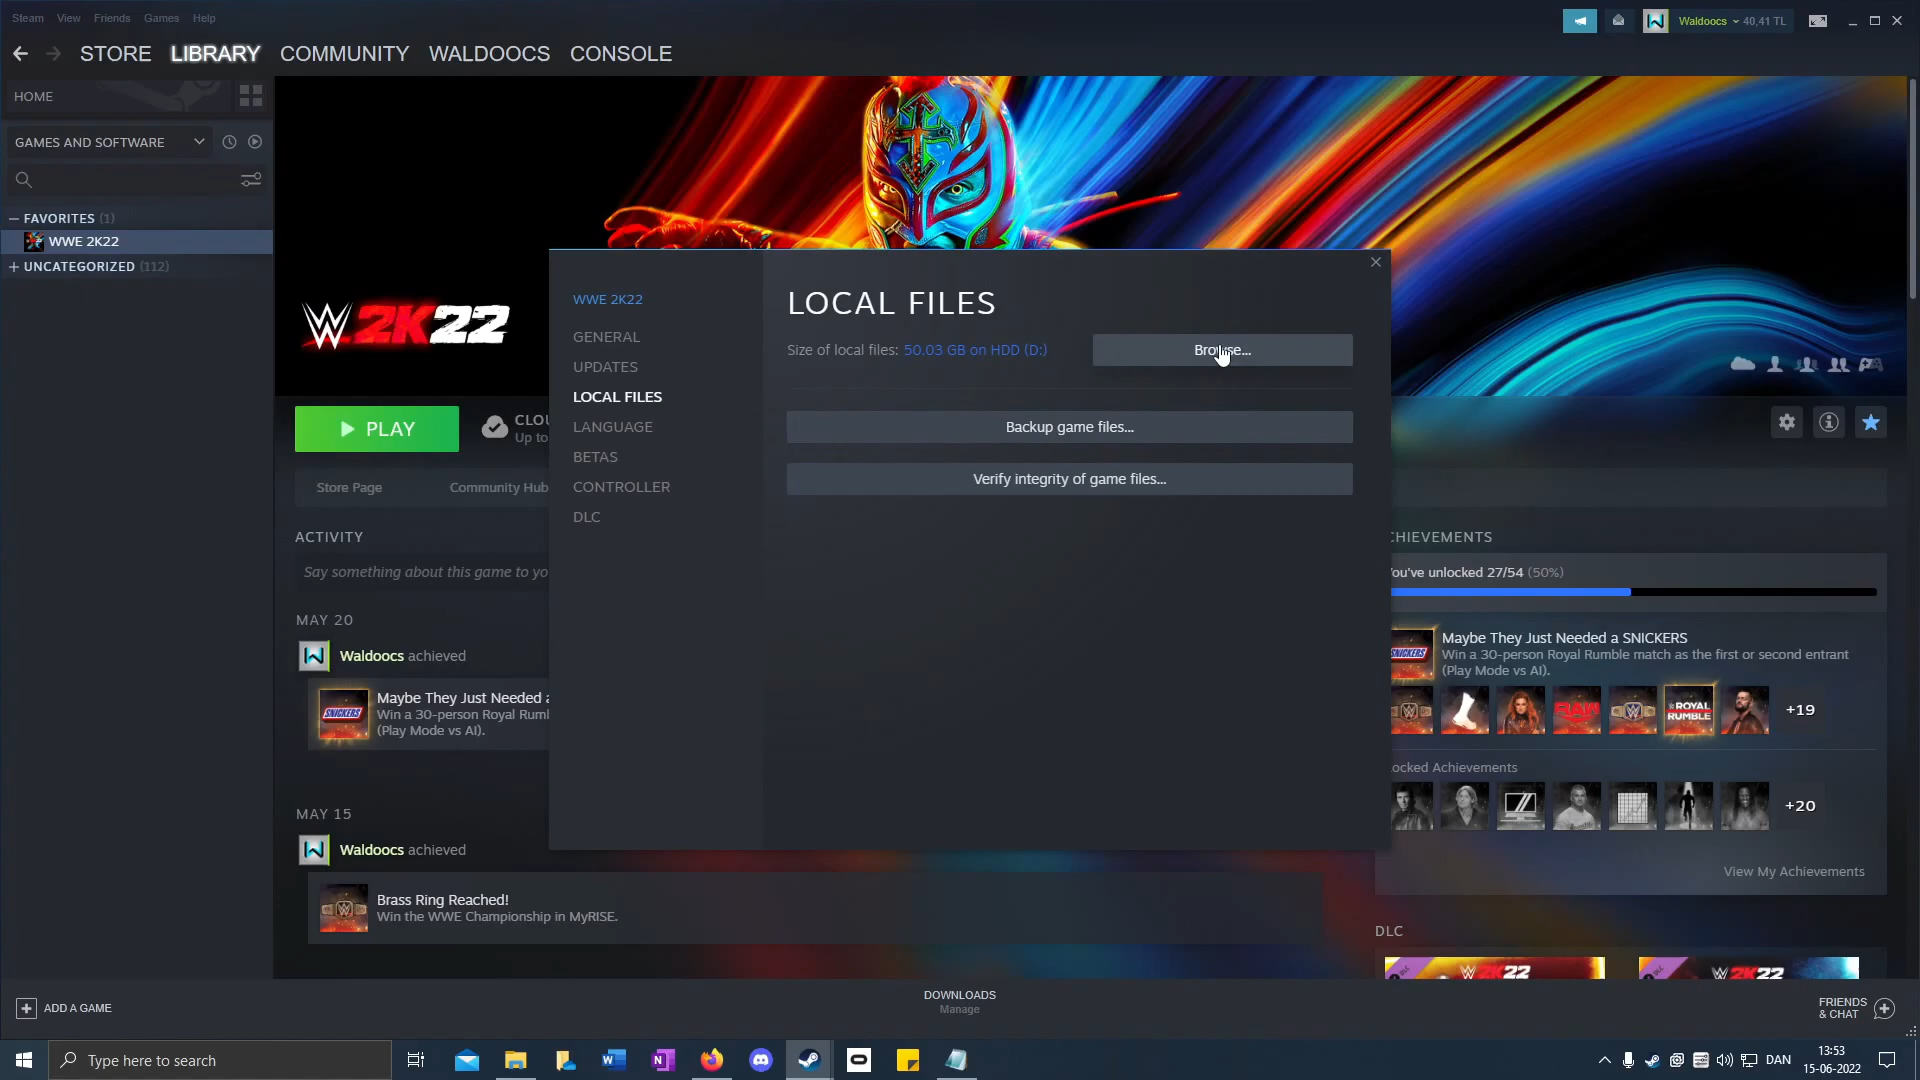 Steam View Friends Games Help
Waldoocs 40,41 TL
STORE LIBRARY COMMUNITY WALDOOCS CONSOLE
HOME
GAMES AND SOFTWARE
FAVORITES (1)
WWE 2K22
UNCATEGORIZED (112)
W 2K22
WWE 2K22
GENERAL
UPDATES
LOCAL FILES
LANGUAGE
BETAS
CONTROLLER
DLC
LOCAL FILES
Size of local files: 50.03 GB on HDD (D:)
Browse...
Backup game files...
Verify integrity of game files...
PLAY
CLOU
Up to
Store Page Community Hub
ACTIVITY
Say something about this game to yo
MAY 20
Waldoocs achieved
SNICKERS
Maybe They Just Needed a
Win a 30-person Royal Rumbl
(Play Mode vs AI).
MAY 15
Waldoocs achieved
Brass Ring Reached!
Win the WWE Championship in MyRISE.
CHIEVEMENTS
You've unlocked 27/54 (50%)
SNICKERS
Maybe They Just Needed a SNICKERS
Win a 30-person Royal Rumble match as the first or second entrant
(Play Mode vs AI).
RAW
ROYAL
RUMBLE
+19
ocked Achievements
+20
View My Achievements
DLC
DLC W 2K22
DLC W 2K22
ADD A GAME
DOWNLOADS
Manage
FRIENDS
& CHAT
Type here to search
DAN
13:53
15-06-2022